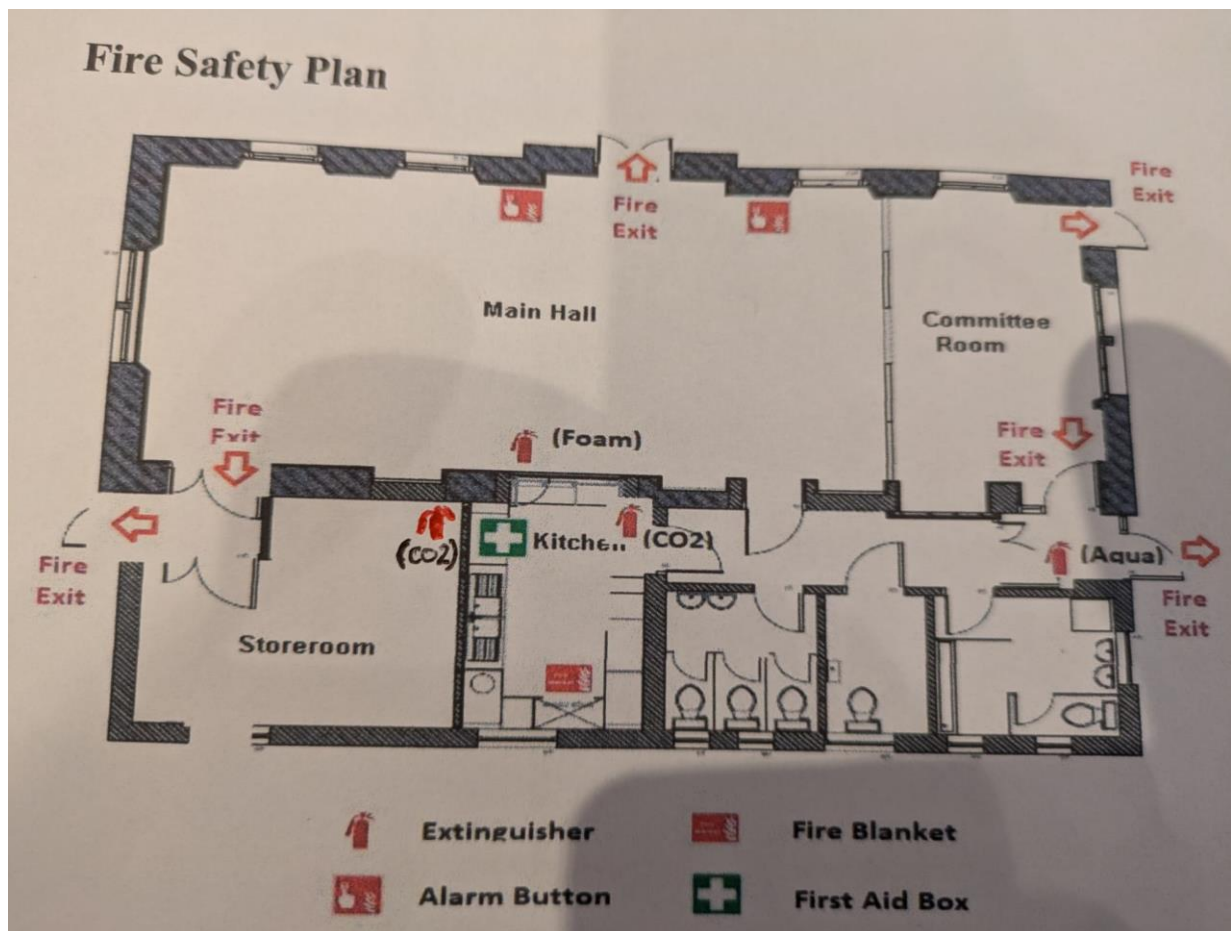 Fire Safety Plan
Fire
Exit
Fire
Exit
Main Hall
Committee
Room
Fire
Exit
(Foam)
Fire
Exit
(CO2)
Kitchen
(CO2)
(Aqua)
Fire
Exit
Fire
Exit
Storeroom
Extinguisher
Fire Blanket
Alarm Button
First Aid Box